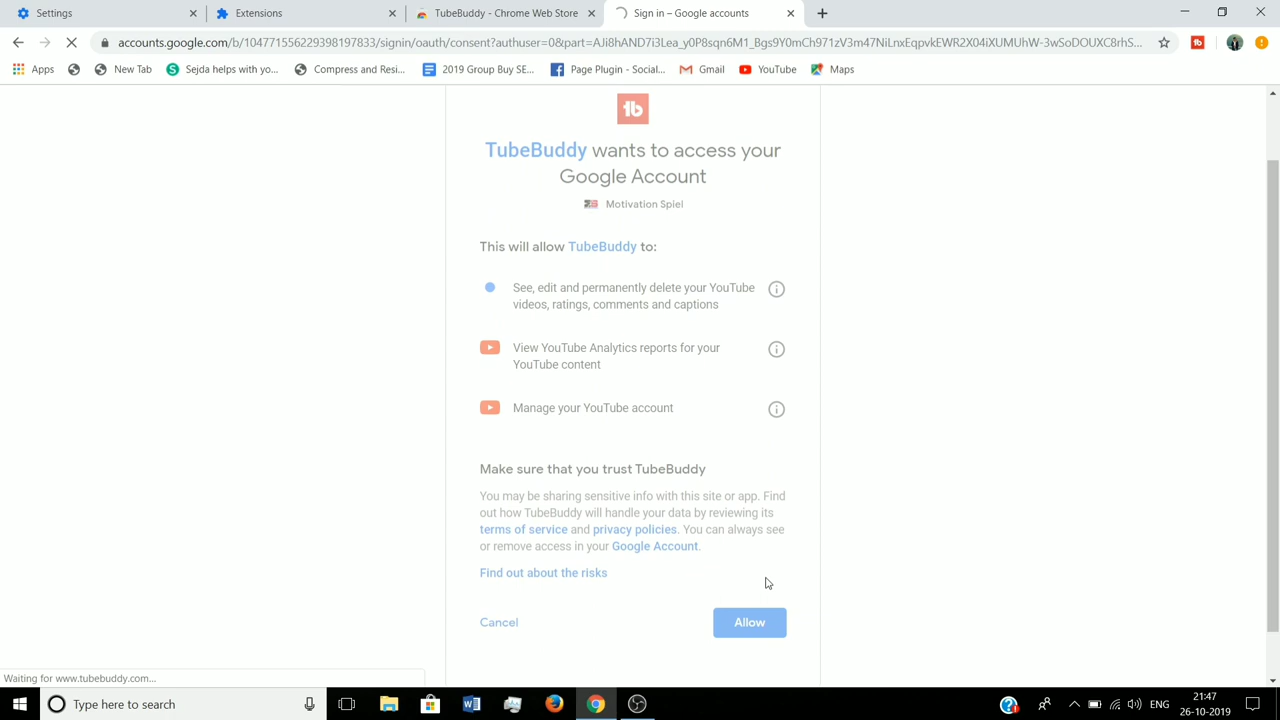 Settings
Extensions
TubeBuddy - Chrome Web Store
Sign in – Google accounts
accounts.google.com/b/104771556229398197833/signin/oauth/consent?authuser=0&part=AJi8hAND7i3Lea_y0P8sqn6M1_Bgs9Y0mCh971zV3m47NiLnxEqpvkEWR2X04iXUMUhW-3wSoDOUXC8rhS...
Apps
New Tab
Sejda helps with yo...
Compress and Resi...
2019 Group Buy SE...
Page Plugin - Social...
Gmail
YouTube
Maps
tb
TubeBuddy wants to access your
Google Account
Motivation Spiel
This will allow TubeBuddy to:
See, edit and permanently delete your YouTube
videos, ratings, comments and captions
View YouTube Analytics reports for your
YouTube content
Manage your YouTube account
Make sure that you trust TubeBuddy
You may be sharing sensitive info with this site or app. Find
out how TubeBuddy will handle your data by reviewing its
terms of service and privacy policies. You can always see
or remove access in your Google Account.
Find out about the risks
Cancel
Allow
Waiting for www.tubebuddy.com...
Type here to search
ENG
21:47
26-10-2019